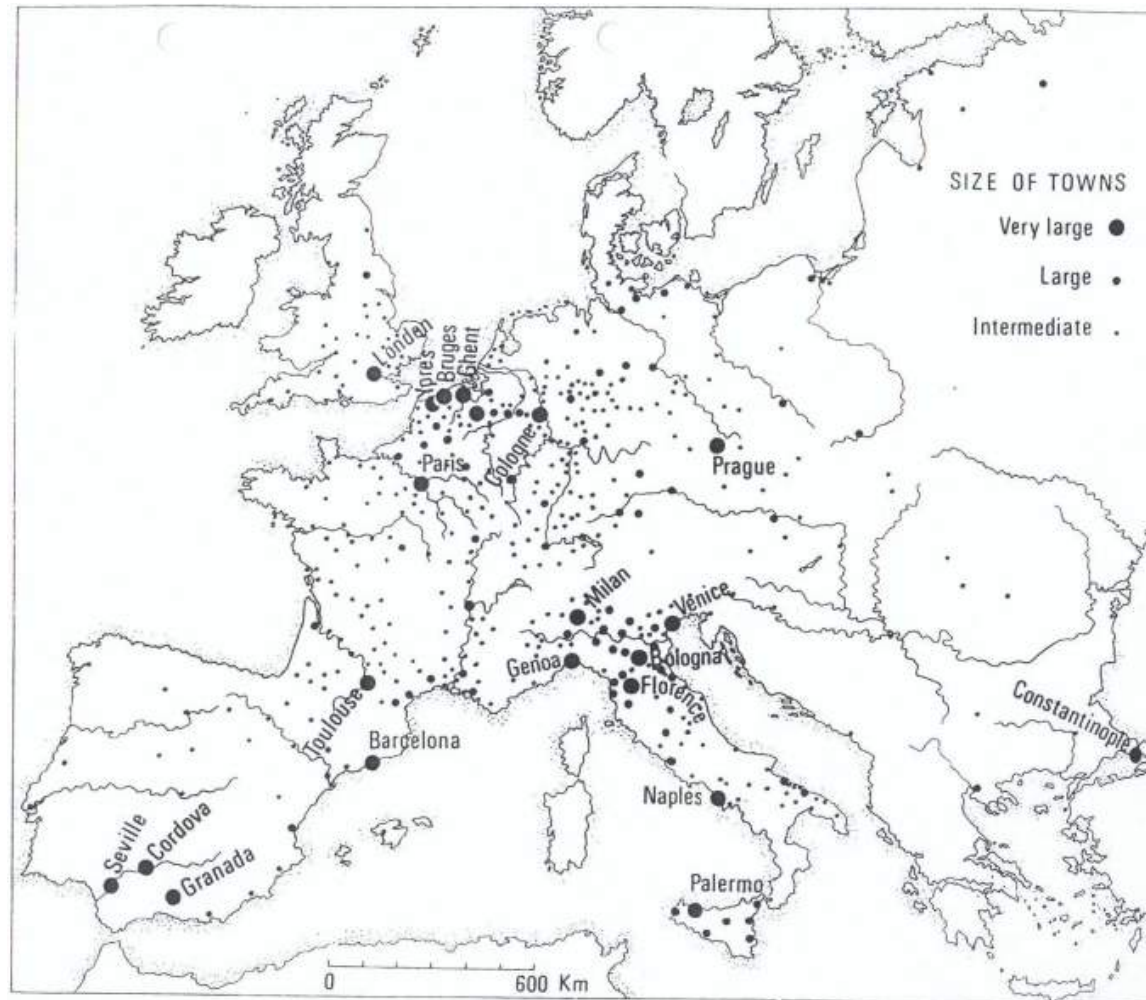 SIZE OF TOWNS
Very large
Large
Intermediate
London
Ypres
Bruges
Ghent
Cologne
Paris
Prague
Milan
Vénice
Genoa
Bologna
Florence
Toulouse
Barcelona
Constantinople
Naples
Seville
Cordova
Granada
Palermo
0 600 Km